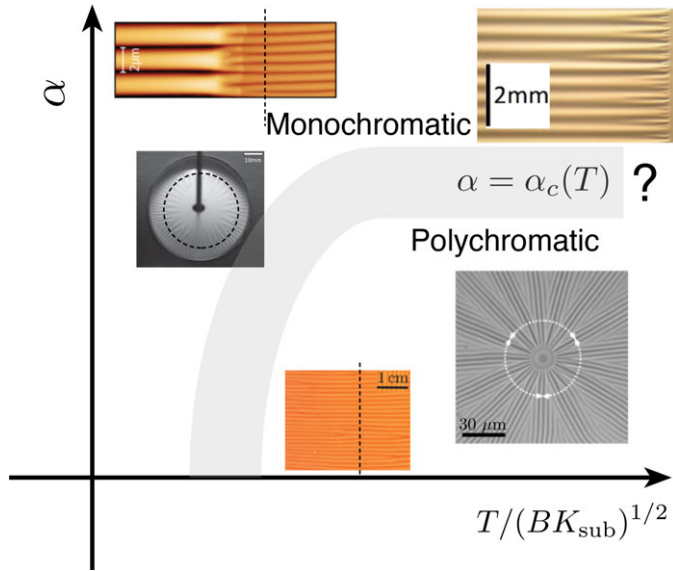 α
2μm
2mm
Monochromatic
10mm
α = α_c(T) ?
Polychromatic
1 cm
30 μm
T/(BK_sub)^{1/2}